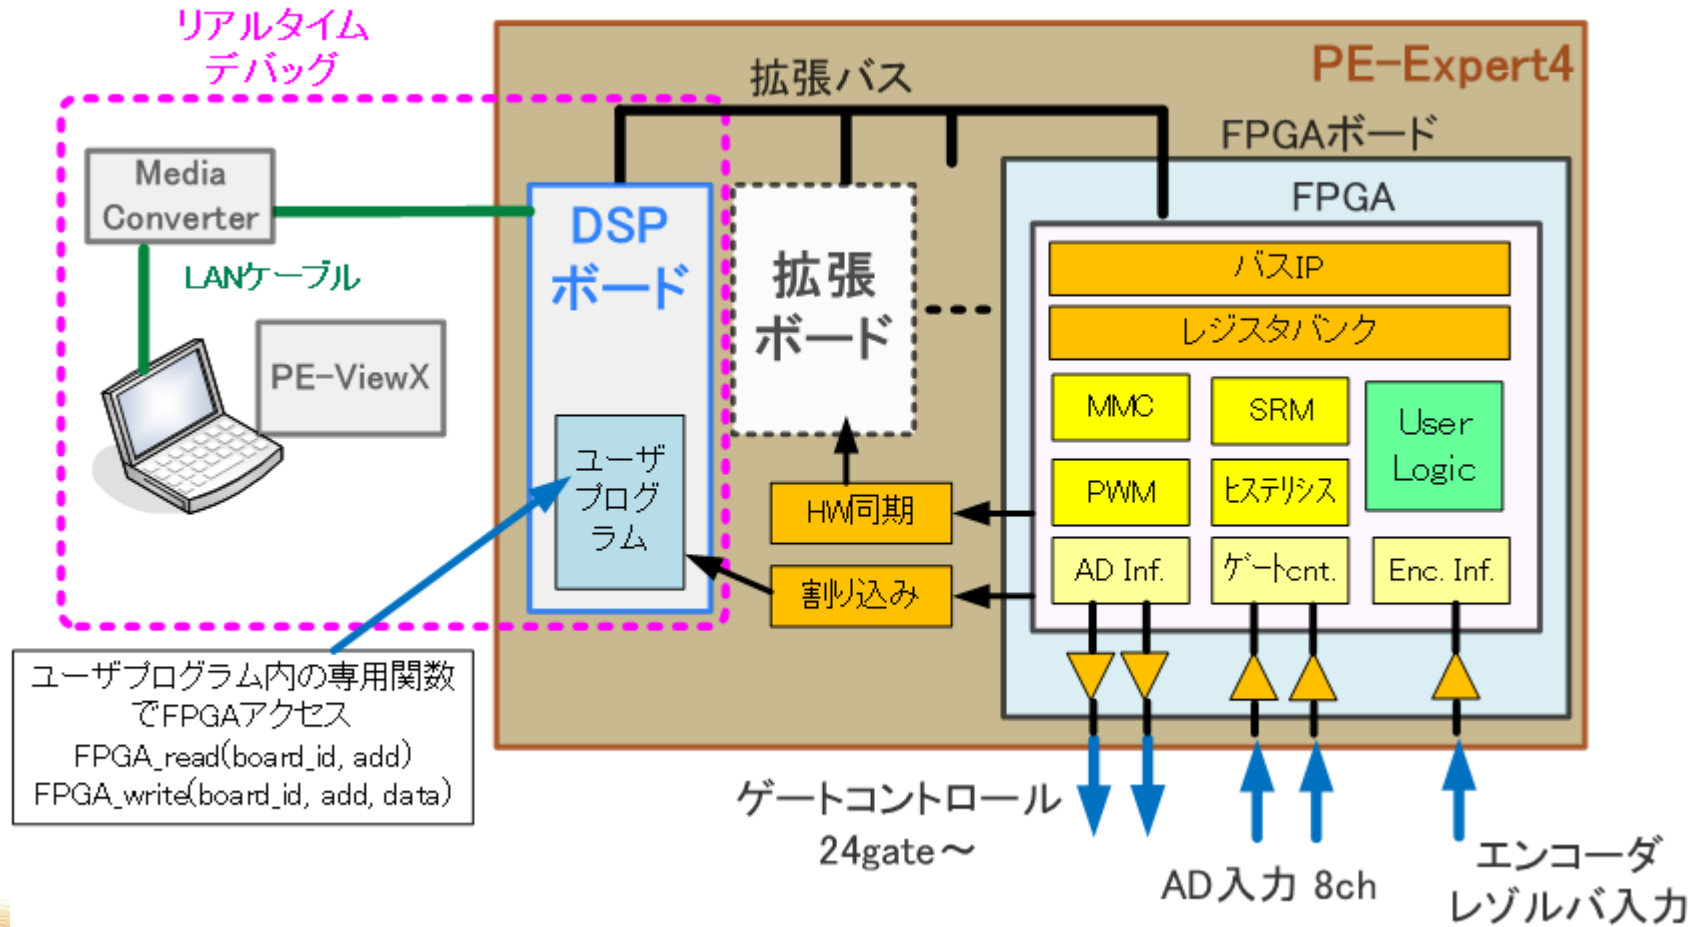 リアルタイム
デバッグ
PE-Expert4
拡張バス
FPGAボード
Media
Converter
DSP
ボード
FPGA
拡張
ボード
バスIP
LANケーブル
レジスタバンク
PE-ViewX
MMC
SRM
User
Logic
ユーザ
プログ
ラム
PWM
ヒステリシス
HW同期
AD Inf.
ゲートcnt.
Enc. Inf.
割り込み
ユーザプログラム内の専用関数
でFPGAアクセス
FPGA_read(board_id, add)
FPGA_write(board_id, add, data)
ゲートコントロール
24gate～
AD入力 8ch
エンコーダ
レゾルバ入力